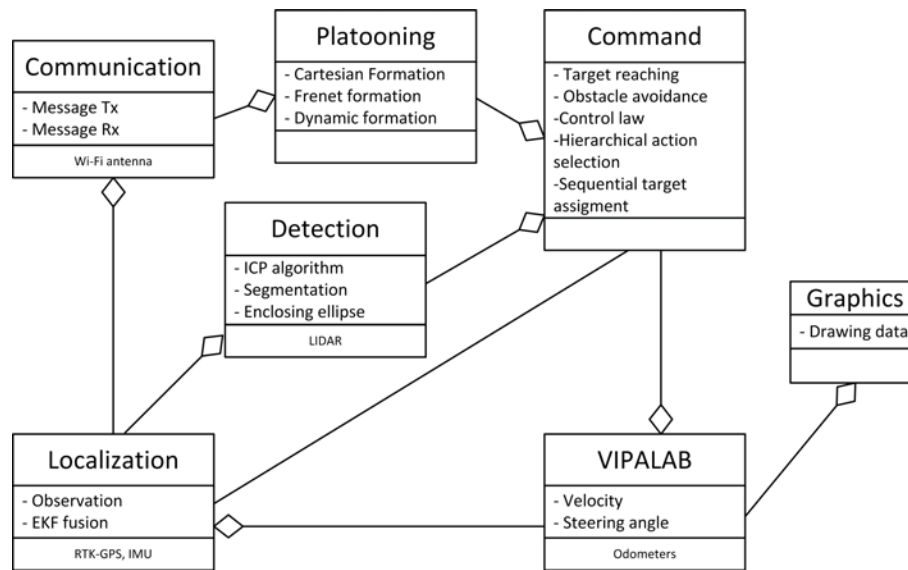 Communication
- Message Tx
- Message Rx
Wi-Fi antenna
Platooning
- Cartesian Formation
- Frenet formation
- Dynamic formation
Command
- Target reaching
- Obstacle avoidance
- Control law
-Hierarchical action
selection
-Sequential target
assigment
Detection
- ICP algorithm
- Segmentation
- Enclosing ellipse
LIDAR
Graphics
- Drawing data
Localization
- Observation
- EKF fusion
RTK-GPS, IMU
VIPALAB
- Velocity
- Steering angle
Odometers